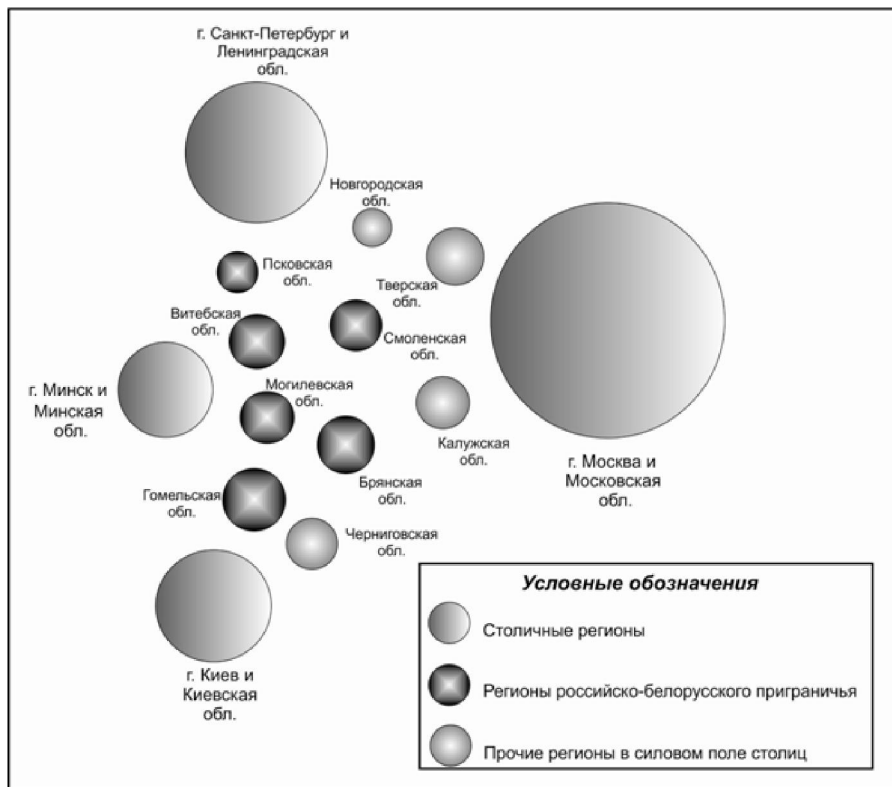 г. Санкт-Петербург и
Ленинградская
обл.
Новгородская
обл.
Псковская
обл.
Тверская
обл.
Витебская
обл.
Смоленская
обл.
г. Минск и
Минская
обл.
Могилевская
обл.
Калужская
обл.
г. Москва и
Московская
обл.
Брянская
обл.
Гомельская
обл.
Черниговская
обл.
г. Киев и
Киевская
обл.
Условные обозначения
Столичные регионы
Регионы российско-белорусского приграничья
Прочие регионы в силовом поле столиц